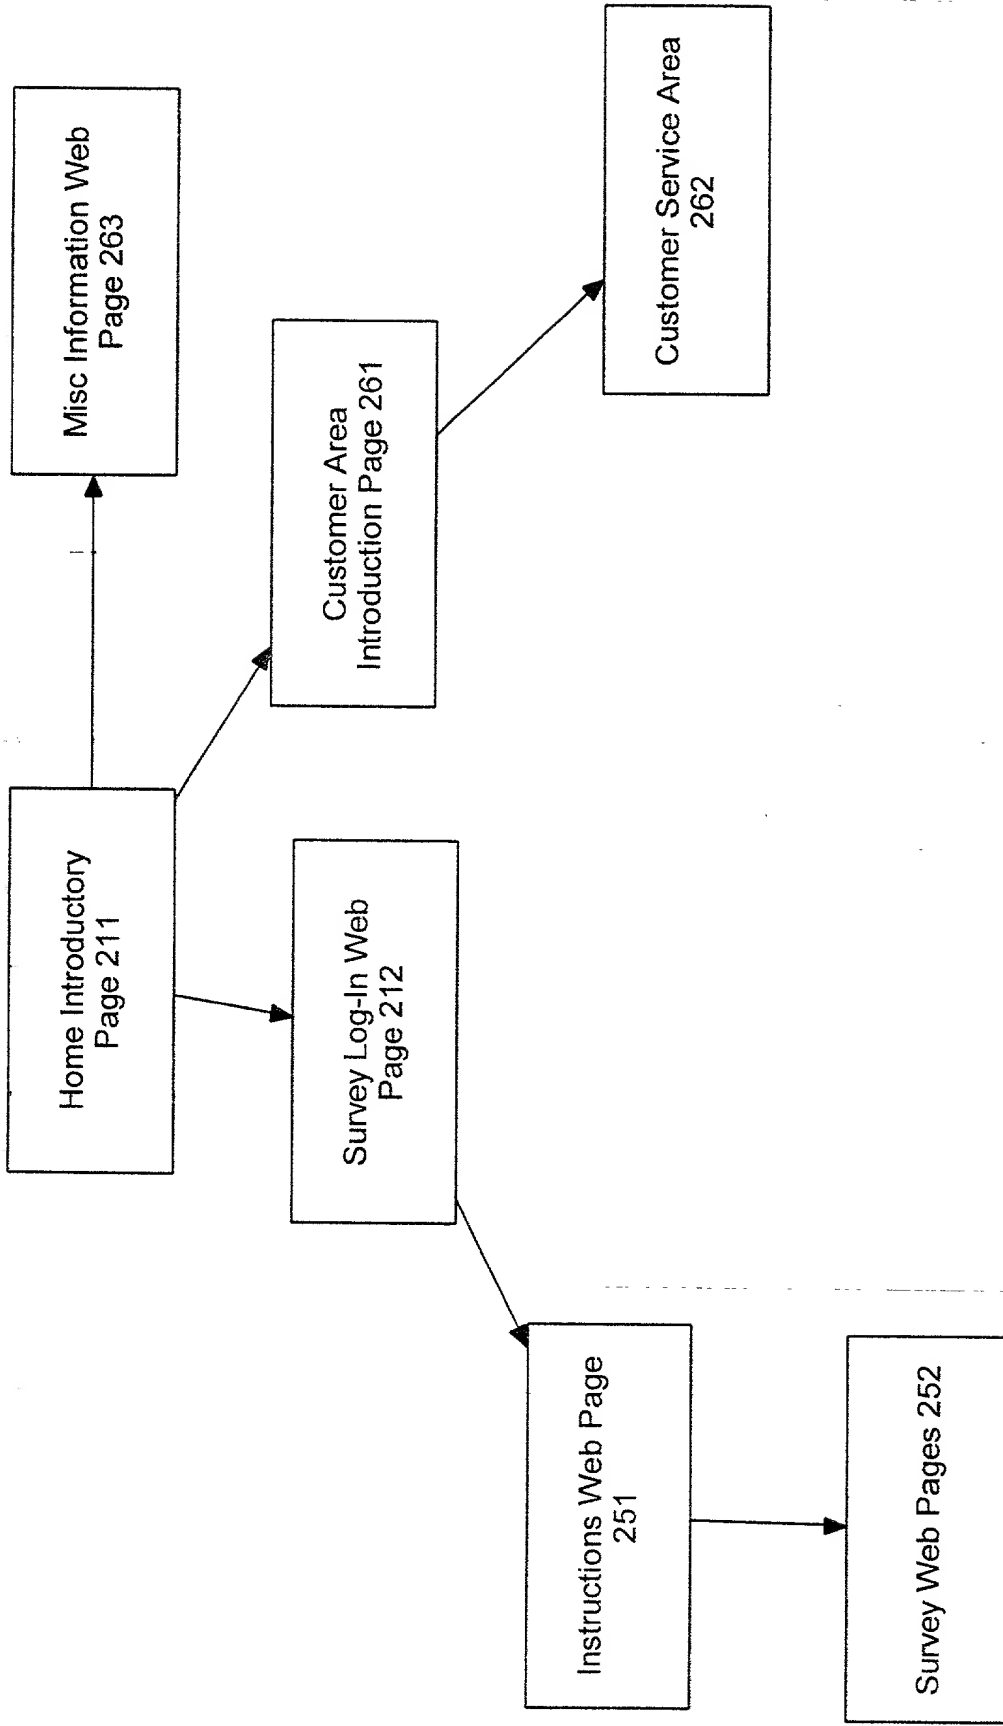 Home Introductory
Page 211
Misc Information Web
Page 263
Survey Log-In Web
Page 212
Customer Area
Introduction Page 261
Instructions Web Page
251
Customer Service Area
262
Survey Web Pages 252